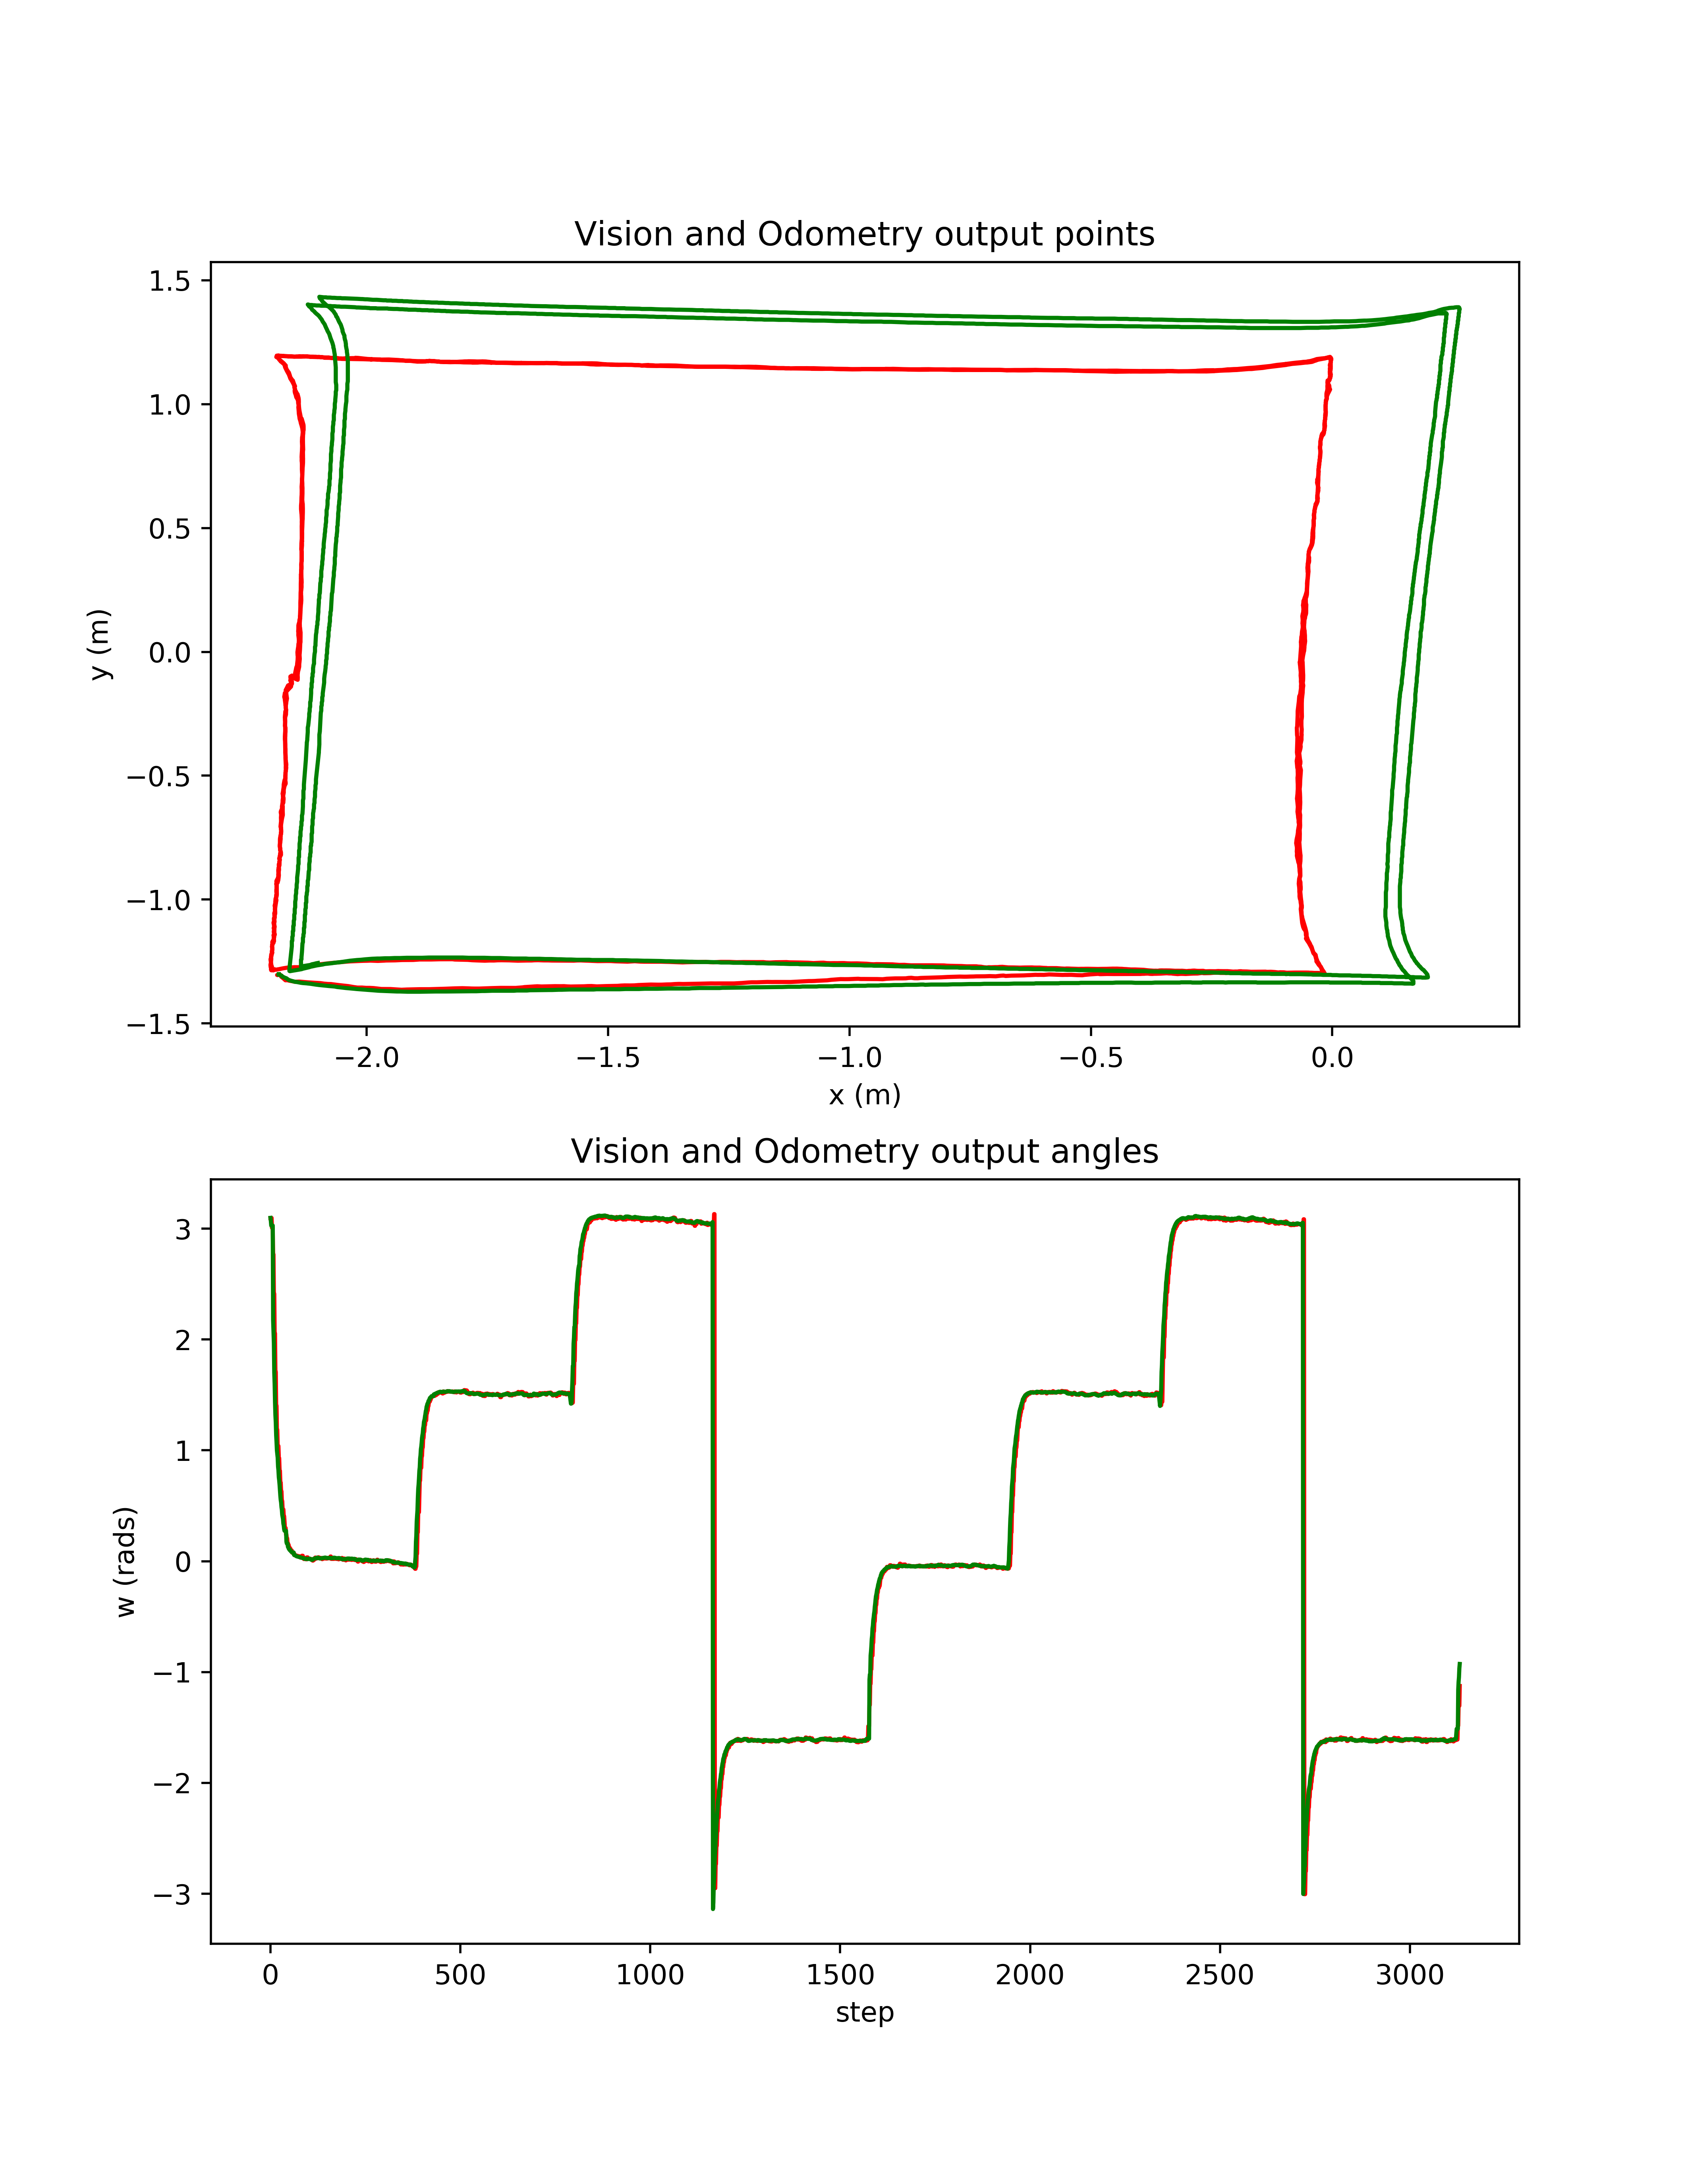 Vision and Odometry output points
1.5
1.0
0.5
0.0
−0.5
−1.0
−1.5
y (m)
−2.0 −1.5 −1.0 −0.5 0.0
x (m)
Vision and Odometry output angles
3
2
1
0
−1
−2
−3
w (rads)
0 500 1000 1500 2000 2500 3000
step